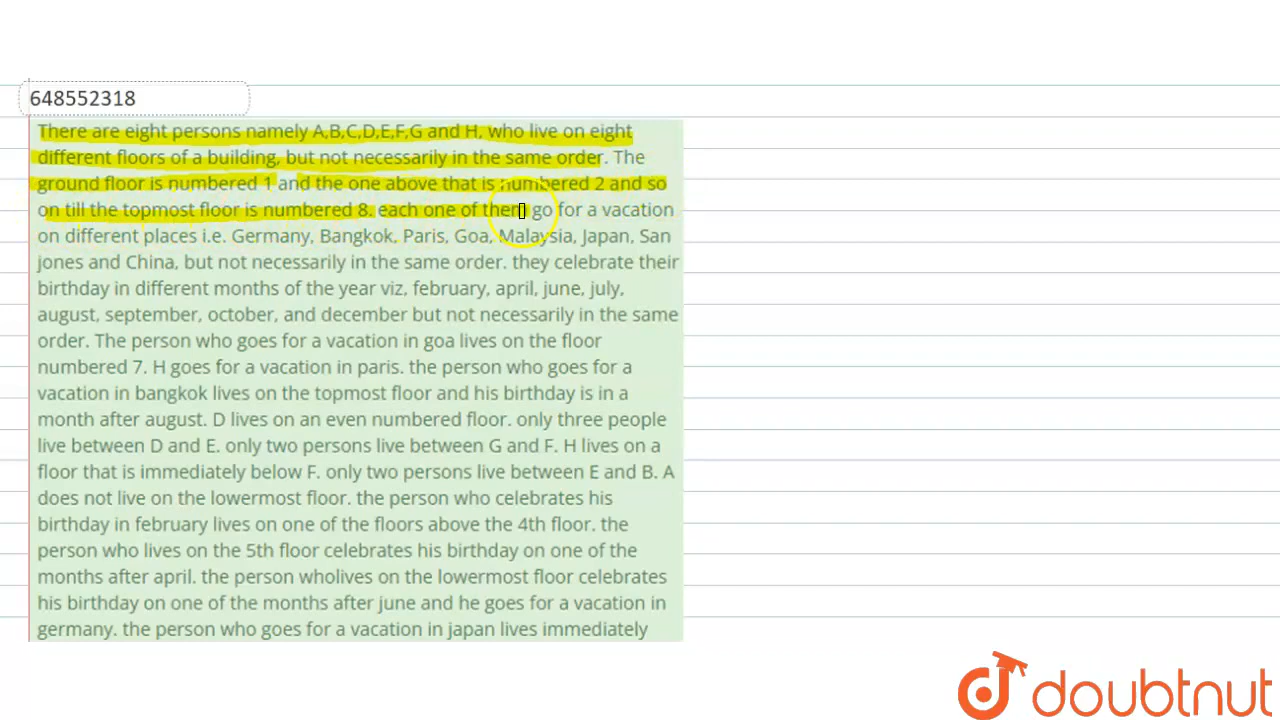 648552318
There are eight persons namely A,B,C,D,E,F,G and H, who live on eight
different floors of a building, but not necessarily in the same order. The
ground floor is numbered 1 and the one above that is numbered 2 and so
on till the topmost floor is numbered 8. each one of them go for a vacation
on different places i.e. Germany, Bangkok, Paris, Goa, Malaysia, Japan, San
jones and China, but not necessarily in the same order. they celebrate their
birthday in different months of the year viz, february, april, june, july,
august, september, october, and december but not necessarily in the same
order. The person who goes for a vacation in goa lives on the floor
numbered 7. H goes for a vacation in paris. the person who goes for a
vacation in bangkok lives on the topmost floor and his birthday is in a
month after august. D lives on an even numbered floor. only three people
live between D and E. only two persons live between G and F. H lives on a
floor that is immediately below F. only two persons live between E and B. A
does not live on the lowermost floor. the person who celebrates his
birthday in february lives on one of the floors above the 4th floor. the
person who lives on the 5th floor celebrates his birthday on one of the
months after april. the person wholives on the lowermost floor celebrates
his birthday on one of the months after june and he goes for a vacation in
germany. the person who goes for a vacation in japan lives immediately
doubtnut